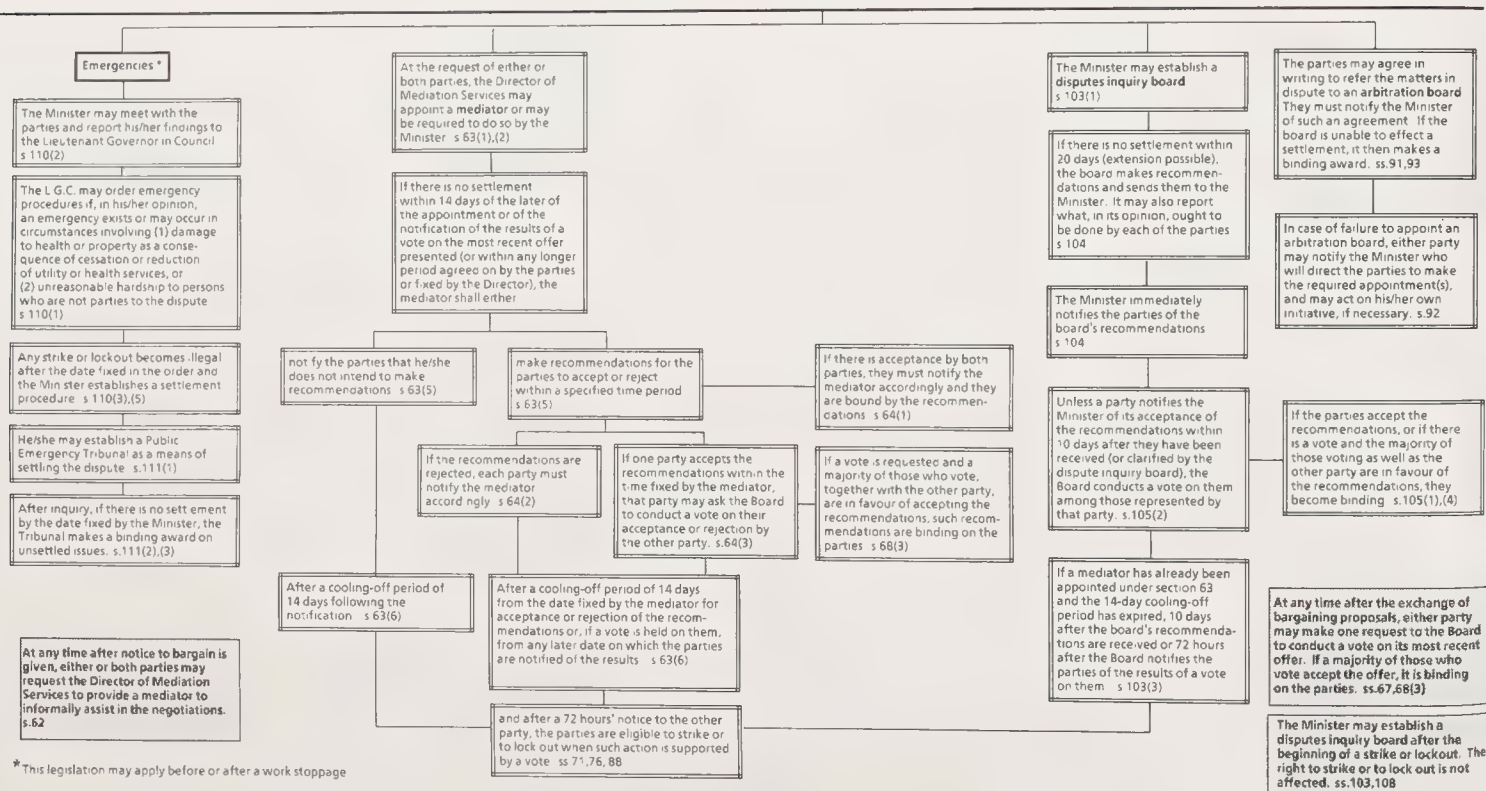 Emergencies *
The Minister may meet with the
parties and report his/her findings to
the Lieutenant Governor in Council
s 110(2)
The L G.C. may order emergency
procedures if, in his/her opinion,
an emergency exists or may occur in
circumstances involving (1) damage
to health or property as a conse-
quence of cessation or reduction
of utility or health services, or
(2) unreasonable hardship to persons
who are not parties to the dispute
s 110(1)
Any strike or lockout becomes illegal
after the date fixed in the order and
the Minister establishes a settlement
procedure s 110(3),(5)
He/she may establish a Public
Emergency Tribunal as a means of
settling the dispute s.111(1)
After inquiry, if there is no settlement
by the date fixed by the Minister, the
Tribunal makes a binding award on
unsettled issues. s.111(2),(3)
At any time after notice to bargain is
given, either or both parties may
request the Director of Mediation
Services to provide a mediator to
informally assist in the negotiations.
s.62
* This legislation may apply before or after a work stoppage
At the request of either or
both parties, the Director of
Mediation Services may
appoint a mediator or may
be required to do so by the
Minister s 63(1),(2)
If there is no settlement
within 14 days of the later of
the appointment or of the
notification of the results of a
vote on the most recent offer
presented (or within any longer
period agreed on by the parties
or fixed by the Director), the
mediator shall either
notify the parties that he/she
does not intend to make
recommendations s 63(5)
make recommendations for the
parties to accept or reject
within a specified time period
s 63(5)
If there is acceptance by both
parties, they must notify the
mediator accordingly and they
are bound by the recommen-
dations s 64(1)
If the recommendations are
rejected, each party must
notify the mediator
accordingly s 64(2)
If one party accepts the
recommendations within the
time fixed by the mediator,
that party may ask the Board
to conduct a vote on their
acceptance or rejection by
the other party. s.64(3)
If a vote is requested and a
majority of those who vote,
together with the other party,
are in favour of accepting the
recommendations, such recom-
mendations are binding on the
parties s 68(3)
After a cooling-off period of
14 days following the
notification s 63(6)
After a cooling-off period of 14 days
from the date fixed by the mediator for
acceptance or rejection of the recom-
mendations or, if a vote is held on them,
from any later date on which the parties
are notified of the results s 63(6)
and after a 72 hours' notice to the other
party, the parties are eligible to strike or
to lock out when such action is supported
by a vote ss 71,76, 88
The Minister may establish a
disputes inquiry board
s 103(1)
If there is no settlement within
20 days (extension possible),
the board makes recommen-
dations and sends them to the
Minister. It may also report
what, in its opinion, ought to
be done by each of the parties
s 104
The Minister immediately
notifies the parties of the
board's recommendations
s 104
Unless a party notifies the
Minister of its acceptance of
the recommendations within
10 days after they have been
received (or clarified by the
dispute inquiry board), the
Board conducts a vote on them
among those represented by
that party. s.105(2)
If the parties accept the
recommendations, or if there
is a vote and the majority of
those voting as well as the
other party are in favour of
the recommendations, they
become binding s.105(1),(4)
If a mediator has already been
appointed under section 63
and the 14-day cooling-off
period has expired, 10 days
after the board's recommenda-
tions are received or 72 hours
after the Board notifies the
parties of the results of a vote
on them s 103(3)
The parties may agree in
writing to refer the matters in
dispute to an arbitration board
They must notify the Minister
of such an agreement If the
board is unable to effect a
settlement, it then makes a
binding award. ss.91,93
In case of failure to appoint an
arbitration board, either party
may notify the Minister who
will direct the parties to make
the required appointment(s),
and may act on his/her own
initiative, if necessary. s.92
At any time after the exchange of
bargaining proposals, either party
may make one request to the Board
to conduct a vote on its most recent
offer. If a majority of those who
vote accept the offer, it is binding
on the parties. ss.67,68(3)
The Minister may establish a
disputes inquiry board after the
beginning of a strike or lockout. The
right to strike or to lock out is not
affected. ss.103,108